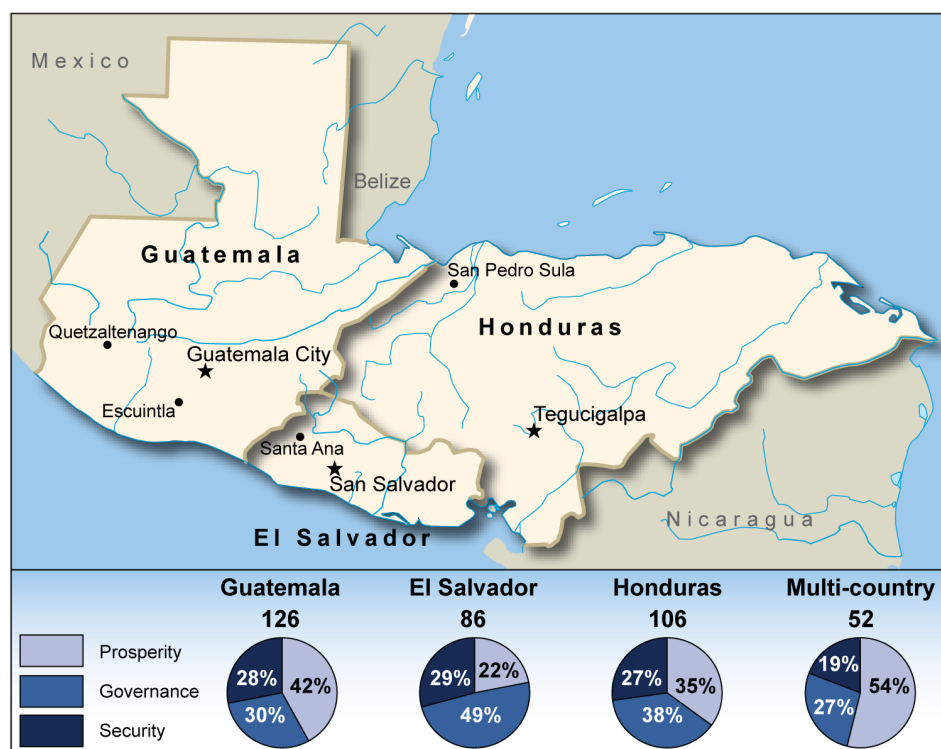 Mexico
Belize
Guatemala
San Pedro Sula
Honduras
Quetzaltenango
Guatemala City
Escuintla
Tegucigalpa
Santa Ana
San Salvador
Nicaragua
El Salvador
Guatemala
126
El Salvador
86
Honduras
106
Multi-country
52
Prosperity
Governance
Security
28%
42%
30%
29%
22%
49%
27%
35%
38%
19%
54%
27%